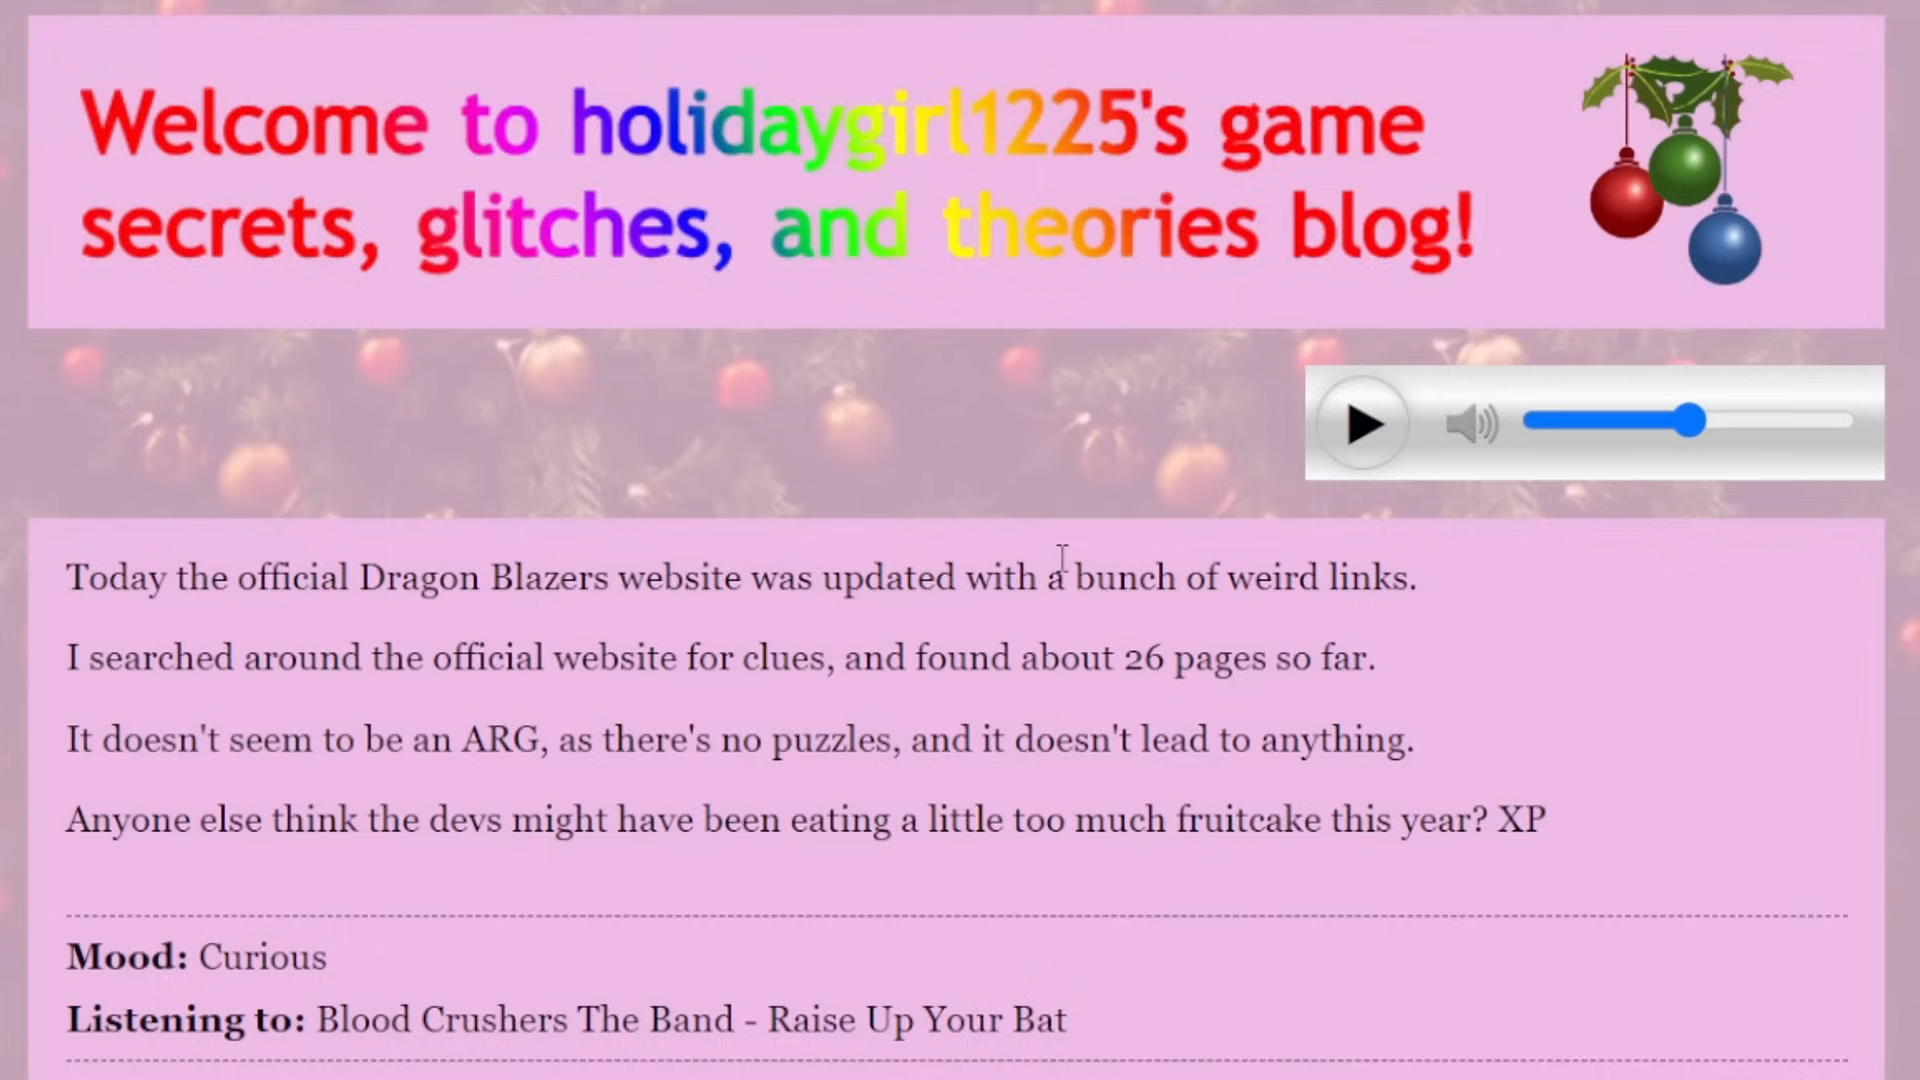 Welcome to holidaygirl1225's game
secrets, glitches, and theories blog!
Today the official Dragon Blazers website was updated with a bunch of weird links.
I searched around the official website for clues, and found about 26 pages so far.
It doesn't seem to be an ARG, as there's no puzzles, and it doesn't lead to anything.
Anyone else think the devs might have been eating a little too much fruitcake this year? XP
Mood: Curious
Listening to: Blood Crushers The Band - Raise Up Your Bat